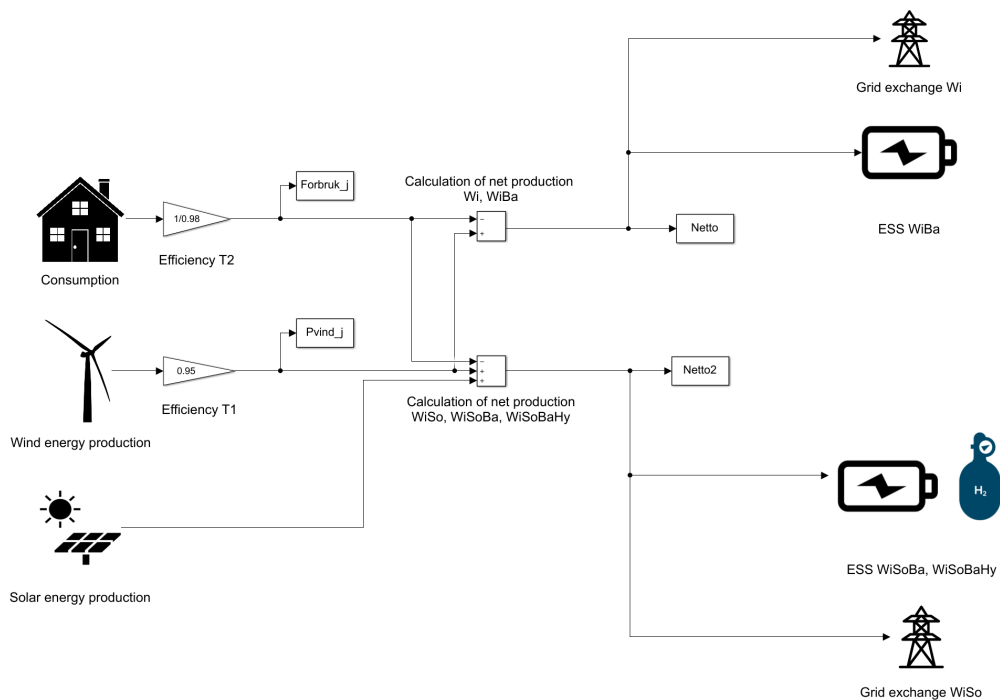 Grid exchange Wi
Forbruk_j
Calculation of net production
Wi, WiBa
1/0.98
−
+
Netto
ESS WiBa
Efficiency T2
Consumption
Pvind_j
0.95
−
+
+
Netto2
Efficiency T1
Calculation of net production
WiSo, WiSoBa, WiSoBaHy
Wind energy production
H₂
ESS WiSoBa, WiSoBaHy
Solar energy production
Grid exchange WiSo